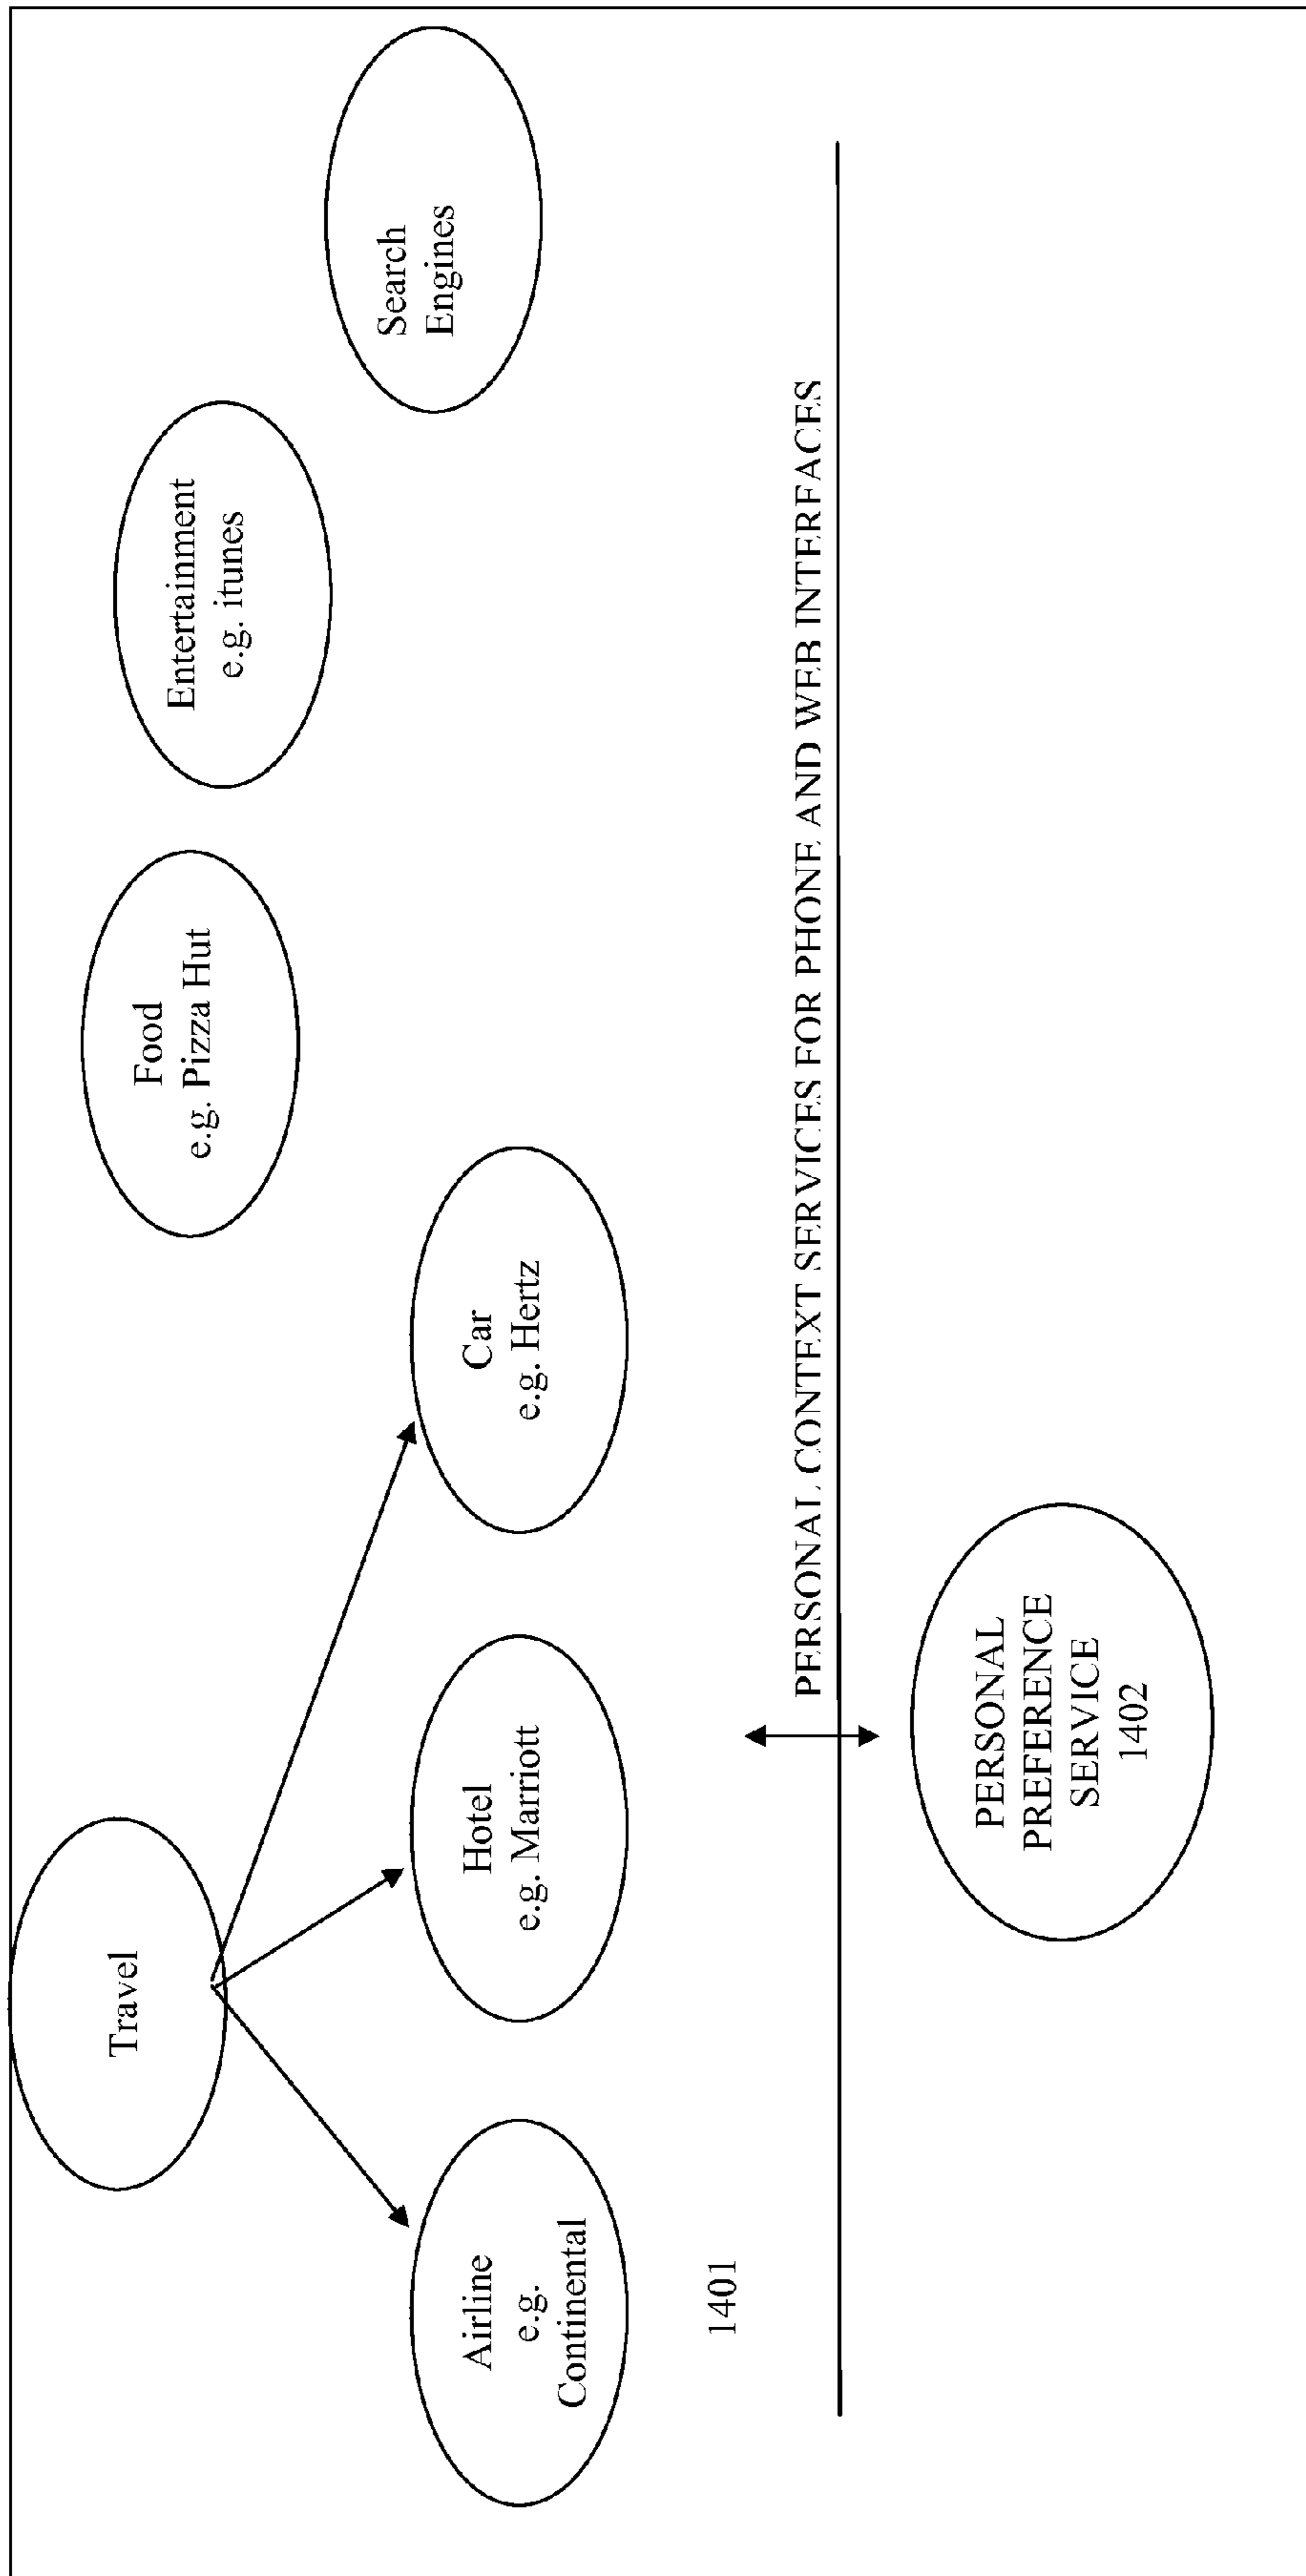 Travel
Airline
e.g.
Continental
Hotel
e.g. Marriott
Car
e.g. Hertz
Food
e.g. Pizza Hut
Entertainment
e.g. itunes
Search
Engines
1401
PERSONAL CONTEXT SERVICES FOR PHONE AND WEB INTERFACES
PERSONAL
PREFERENCE
SERVICE
1402